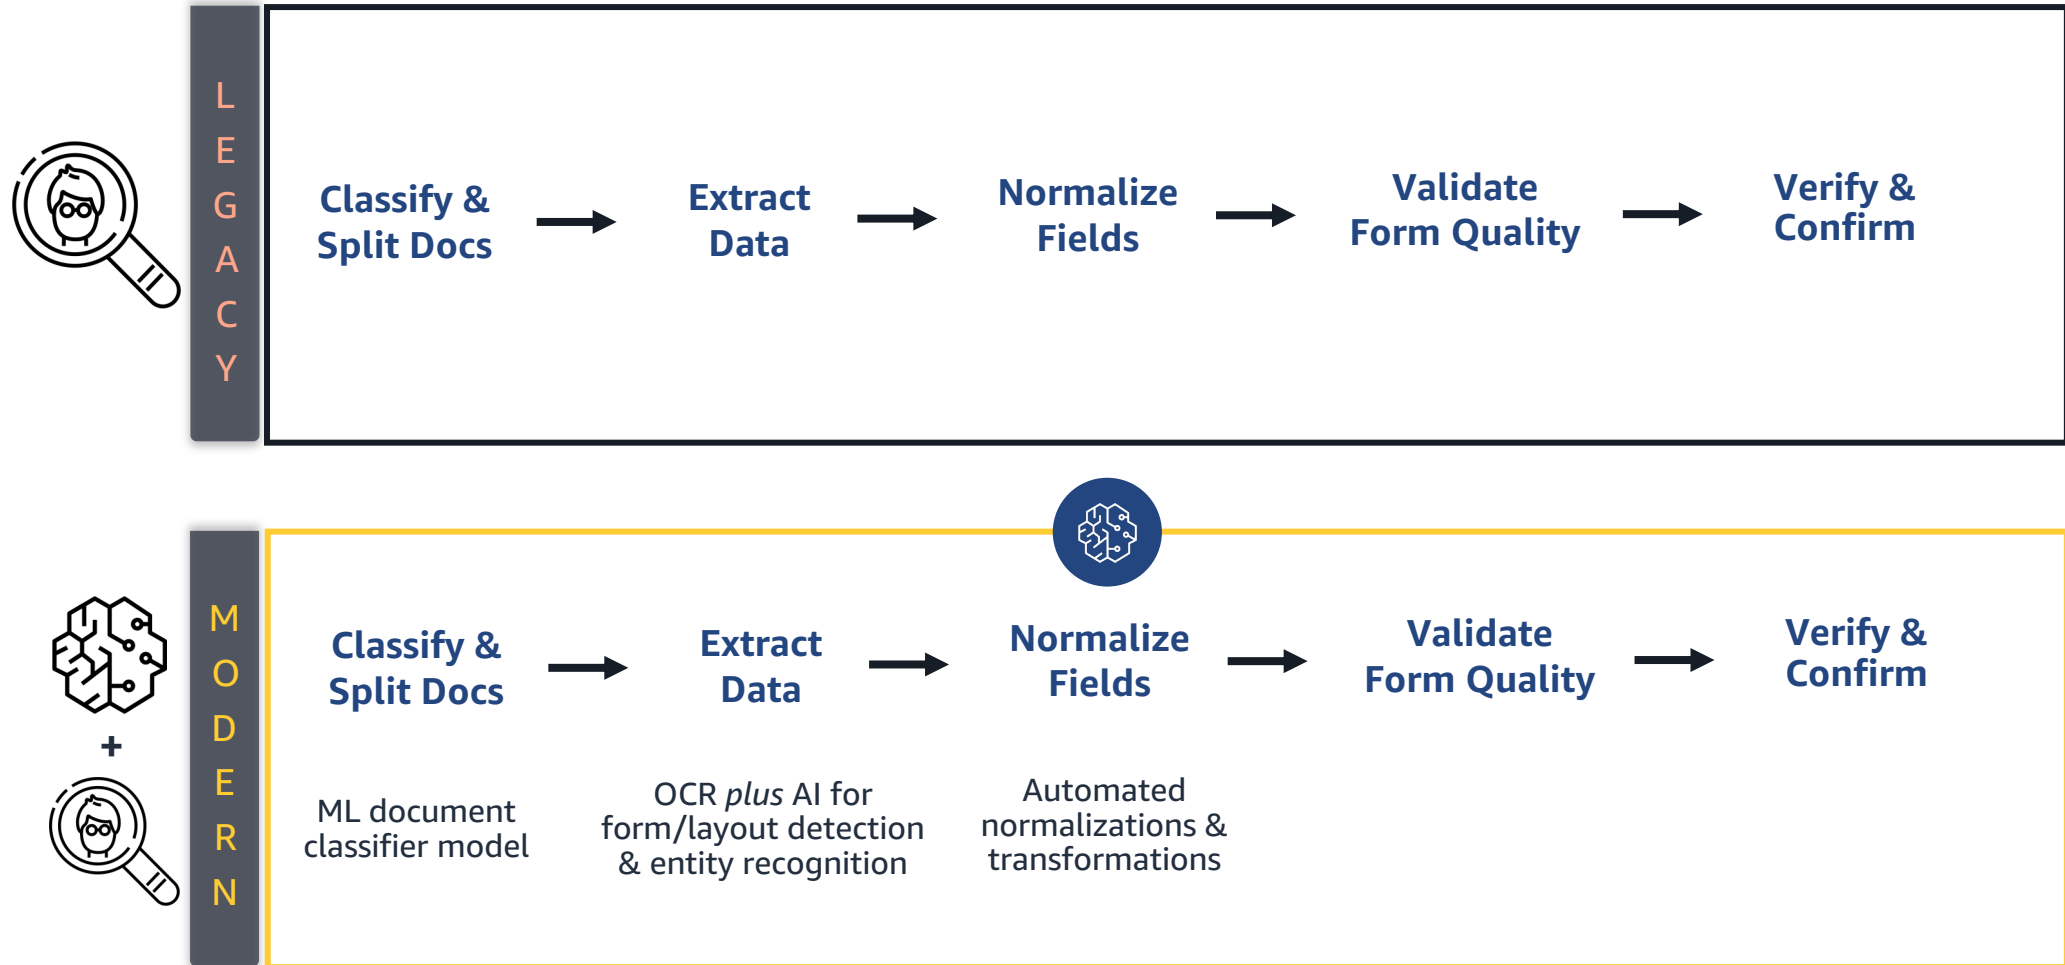 LEGACY
Classify &
Split Docs
Extract
Data
Normalize
Fields
Validate
Form Quality
Verify &
Confirm
MODERN
Classify &
Split Docs
Extract
Data
Normalize
Fields
Validate
Form Quality
Verify &
Confirm
+
ML document
classifier model
OCR plus AI for
form/layout detection
& entity recognition
Automated
normalizations &
transformations